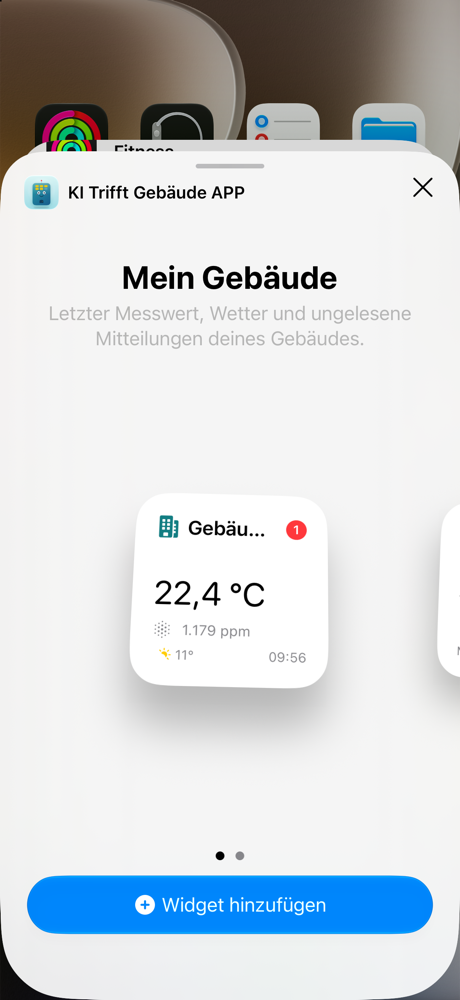 Fitness
KI Trifft Gebäude APP
Mein Gebäude
Letzter Messwert, Wetter und ungelesene
Mitteilungen deines Gebäudes.
Gebäu... 1
22,4 °C
1.179 ppm
11° 09:56
Widget hinzufügen